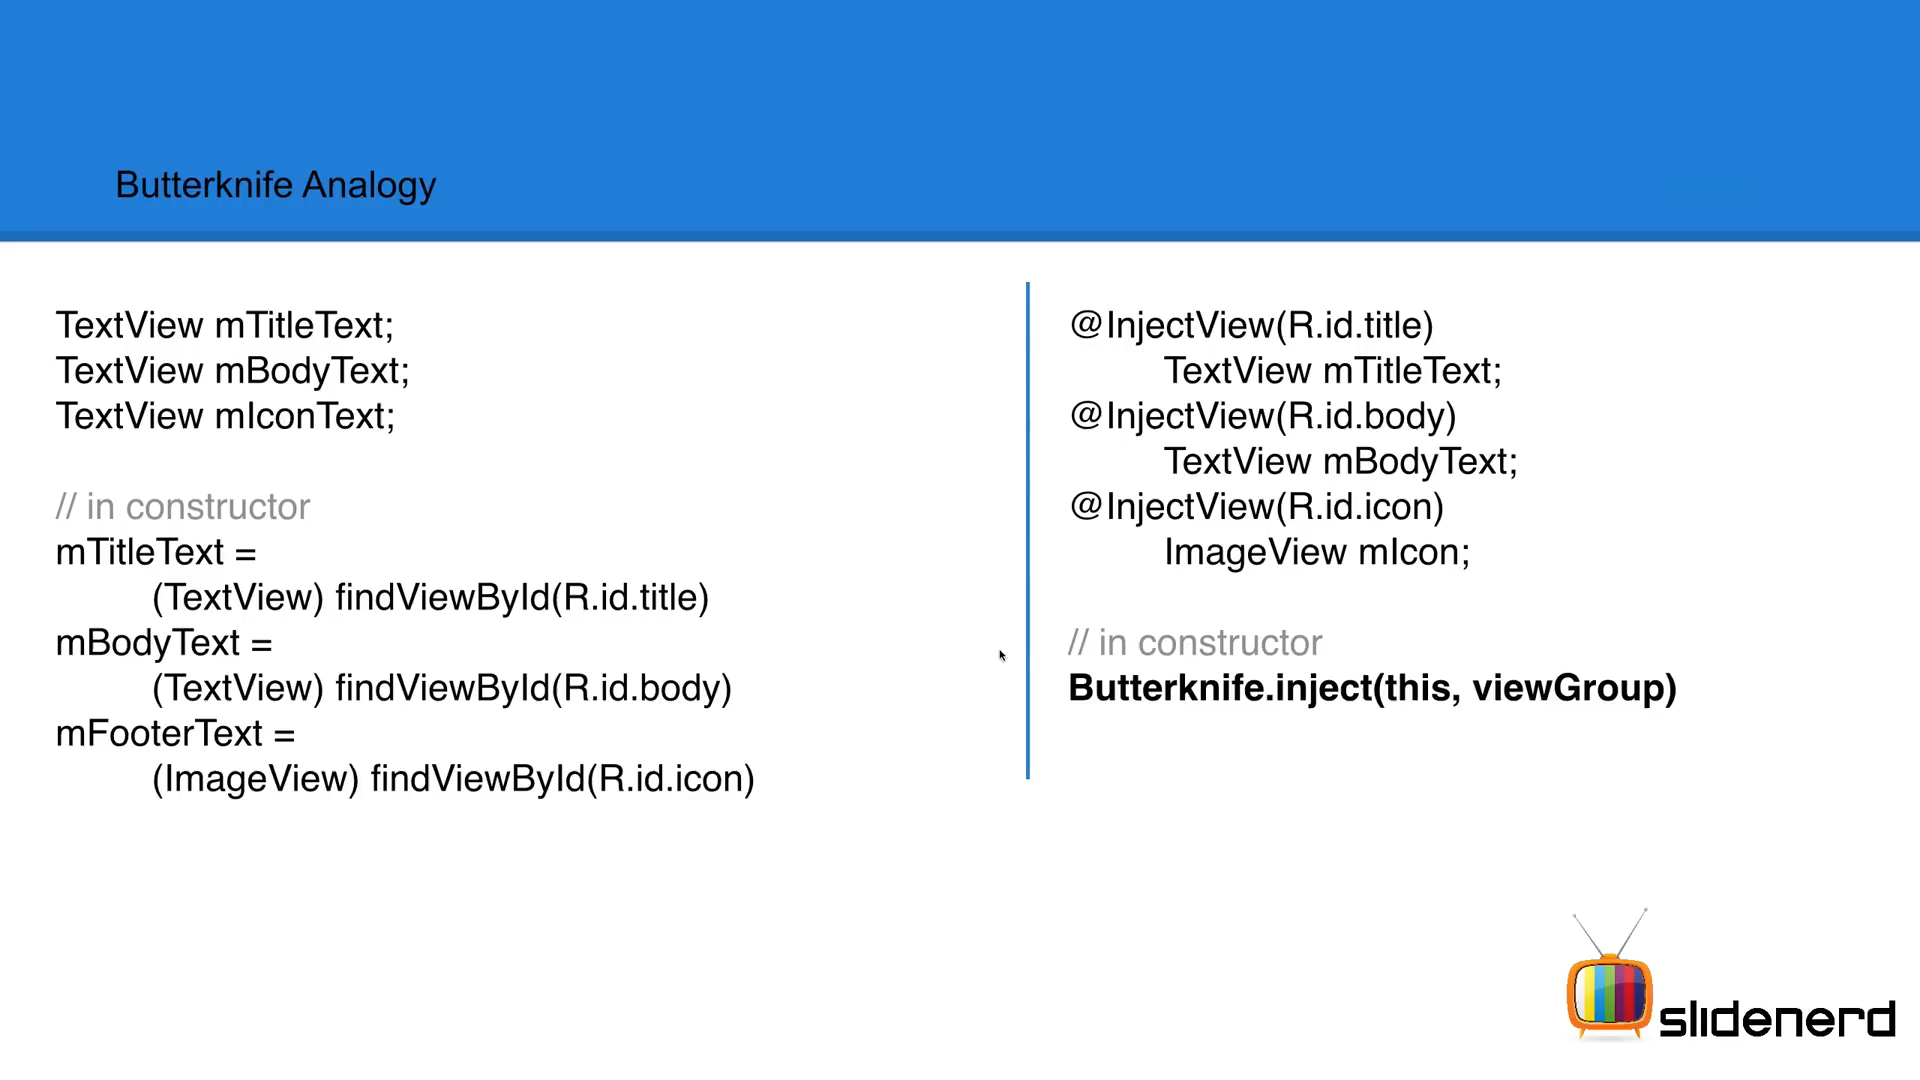 Butterknife Analogy
TextView mTitleText;
TextView mBodyText;
TextView mIconText;
// in constructor
mTitleText =
(TextView) findViewById(R.id.title)
mBodyText =
(TextView) findViewById(R.id.body)
mFooterText =
(ImageView) findViewById(R.id.icon)
@InjectView(R.id.title)
TextView mTitleText;
@InjectView(R.id.body)
TextView mBodyText;
@InjectView(R.id.icon)
ImageView mIcon;
// in constructor
Butterknife.inject(this, viewGroup)
slidenerd